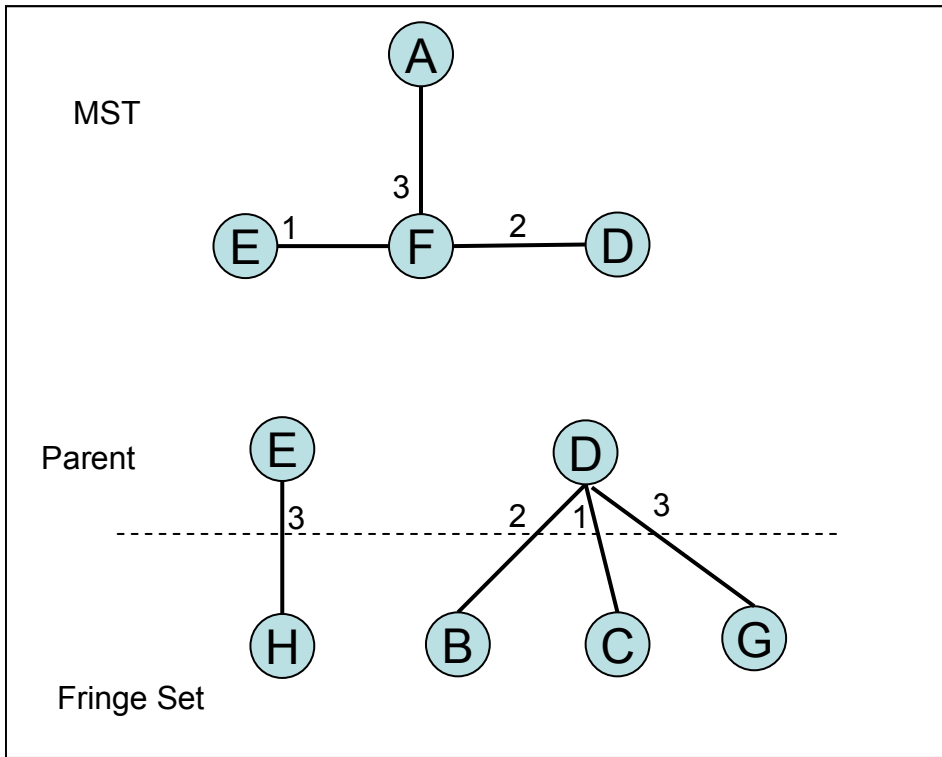 A
MST
3
E 1 F 2 D
E D
Parent
3 2 1 3
H B C G
Fringe Set